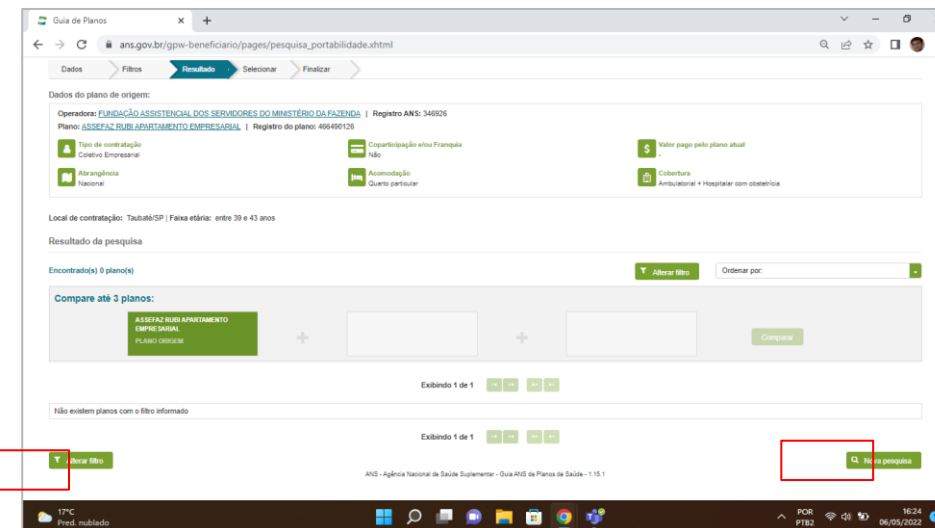 Guia de Planos
ans.gov.br/gpw-beneficiario/pages/pesquisa_portabilidade.xhtml
Dados Filtros Resultado Selecionar Finalizar
Dados do plano de origem:
Operadora: FUNDAÇÃO ASSISTENCIAL DOS SERVIDORES DO MINISTÉRIO DA FAZENDA | Registro ANS: 346926
Plano: ASSEFAZ RUBI APARTAMENTO EMPRESARIAL | Registro do plano: 466490126
Tipo de contratação Coparticipação e/ou Franquia Valor pago pelo plano atual
Coletivo Empresarial Não -
Abrangência Acomodação Cobertura
Nacional Quarto particular Ambulatorial + Hospitalar com obstetrícia
Local de contratação: Taubaté/SP | Faixa etária: entre 39 e 43 anos
Resultado da pesquisa
Encontrado(s) 0 plano(s) Alterar filtro Ordenar por:
Compare até 3 planos:
ASSEFAZ RUBI APARTAMENTO
EMPRESARIAL
PLANO ORIGEM
Comparar
Exibindo 1 de 1
Não existem planos com o filtro informado
Exibindo 1 de 1
Alterar filtro Nova pesquisa
ANS - Agência Nacional de Saúde Suplementar - Guia ANS de Planos de Saúde - 1.15.1
17°C POR 16:24
Pred. nublado PTB2 06/05/2022